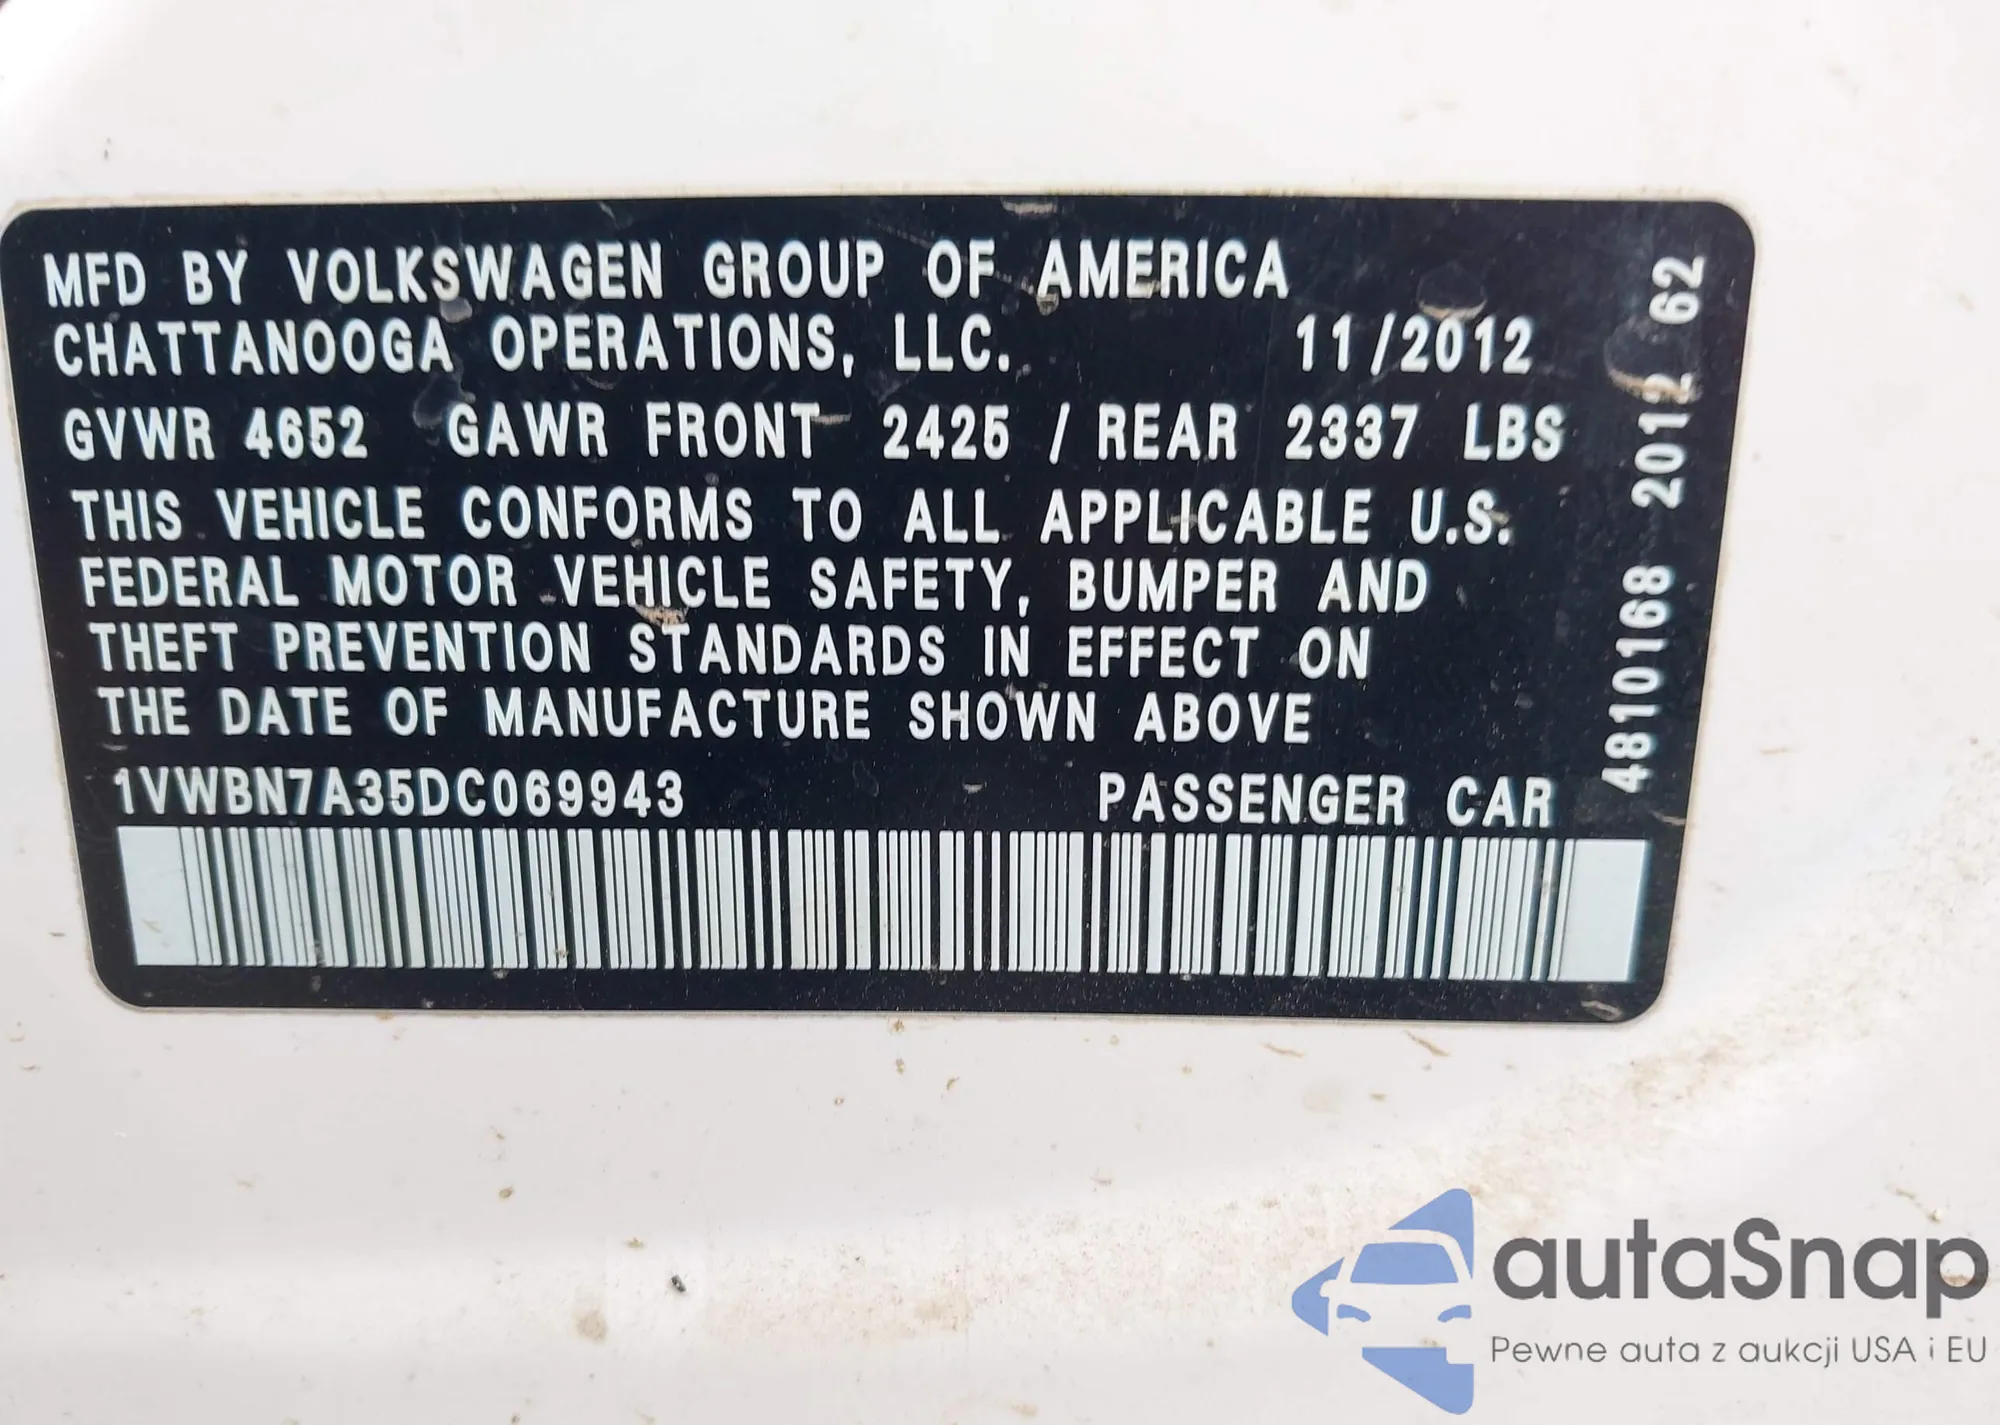 MFD BY VOLKSWAGEN GROUP OF AMERICA
CHATTANOOGA OPERATIONS, LLC. 11/2012
GVWR 4652 GAWR FRONT 2425 / REAR 2337 LBS
THIS VEHICLE CONFORMS TO ALL APPLICABLE U.S.
FEDERAL MOTOR VEHICLE SAFETY, BUMPER AND
THEFT PREVENTION STANDARDS IN EFFECT ON
THE DATE OF MANUFACTURE SHOWN ABOVE
1VWBN7A35DC069943 PASSENGER CAR
4810168 2012 62
autaSnap
Pewne auta z aukcji USA i EU